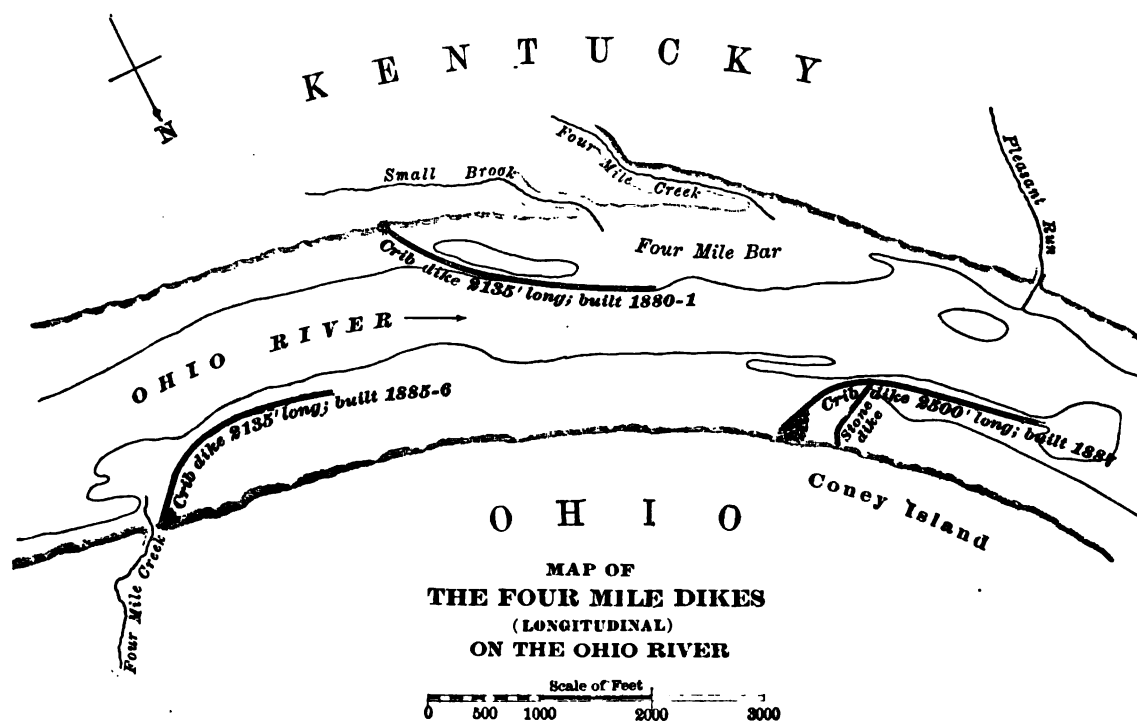 KENTUCKY
N
Four Mile Creek
Pleasant Run
Small Brook
Four Mile Bar
Crib dike 2135' long; built 1880-1
OHIO RIVER
Crib dike 2135' long; built 1885-6
Crib dike 2500' long; built 1887
Stone dike
Coney Island
OHIO
Four Mile Creek
MAP OF
THE FOUR MILE DIKES
(LONGITUDINAL)
ON THE OHIO RIVER
Scale of Feet
0 500 1000 2000 3000